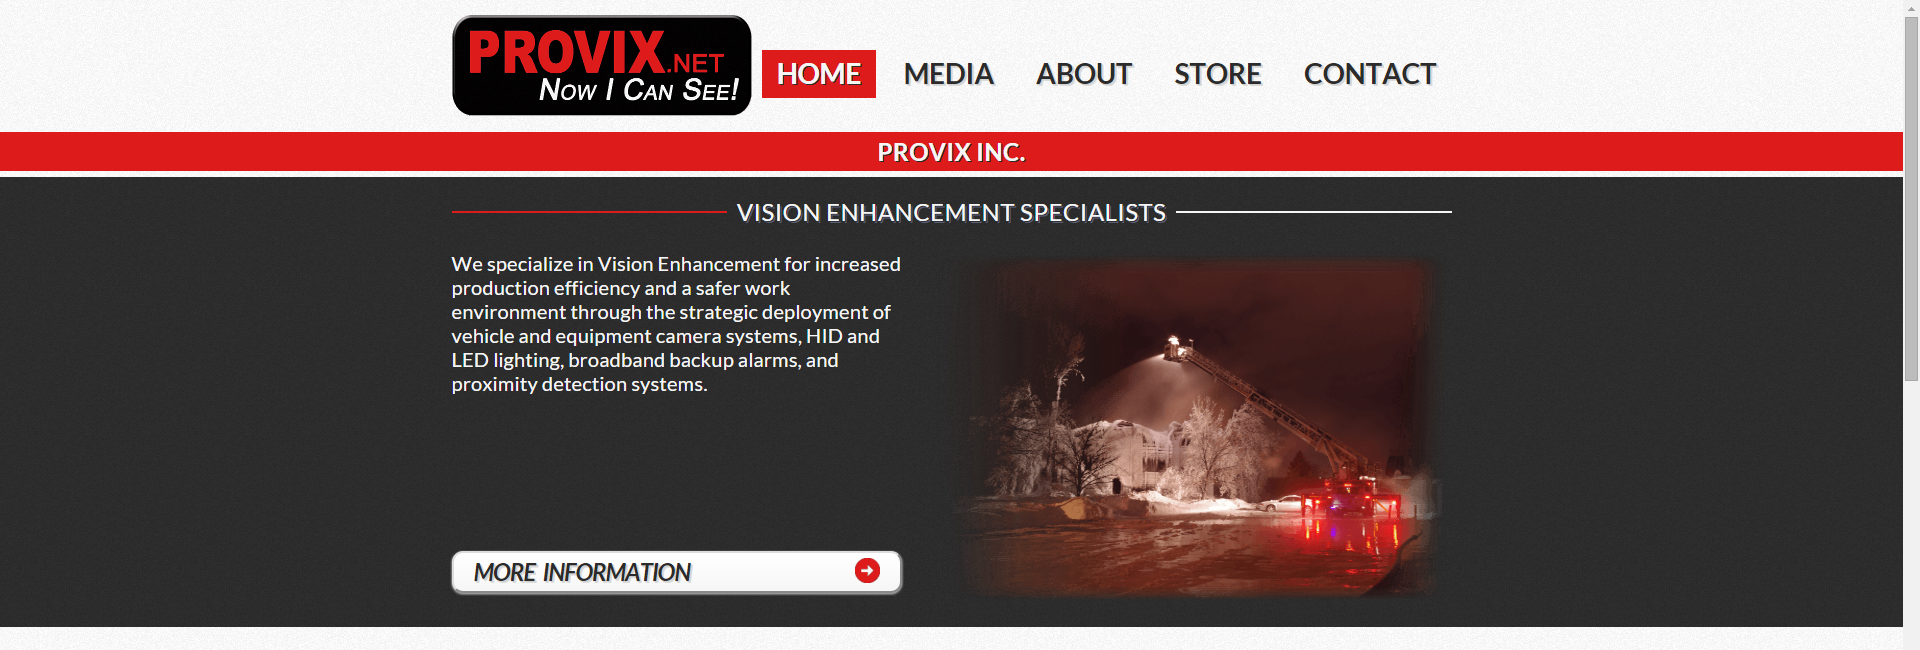 PROVIX.NET
NOW I CAN SEE!
HOME MEDIA ABOUT STORE CONTACT
PROVIX INC.
VISION ENHANCEMENT SPECIALISTS
We specialize in Vision Enhancement for increased
production efficiency and a safer work
environment through the strategic deployment of
vehicle and equipment camera systems, HID and
LED lighting, broadband backup alarms, and
proximity detection systems.
MORE INFORMATION